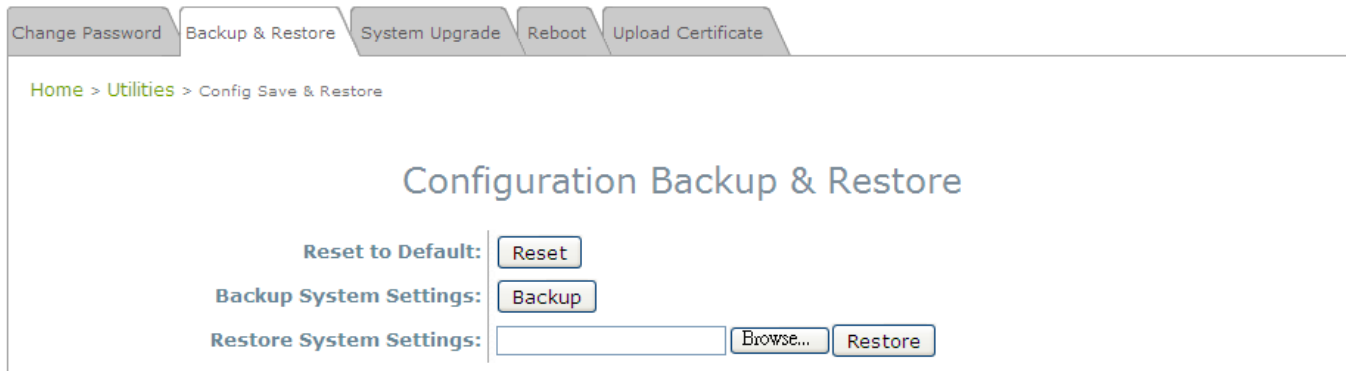 Change Password Backup & Restore System Upgrade Reboot Upload Certificate
Home > Utilities > Config Save & Restore
Configuration Backup & Restore
Reset to Default: Reset
Backup System Settings: Backup
Restore System Settings: Browse... Restore